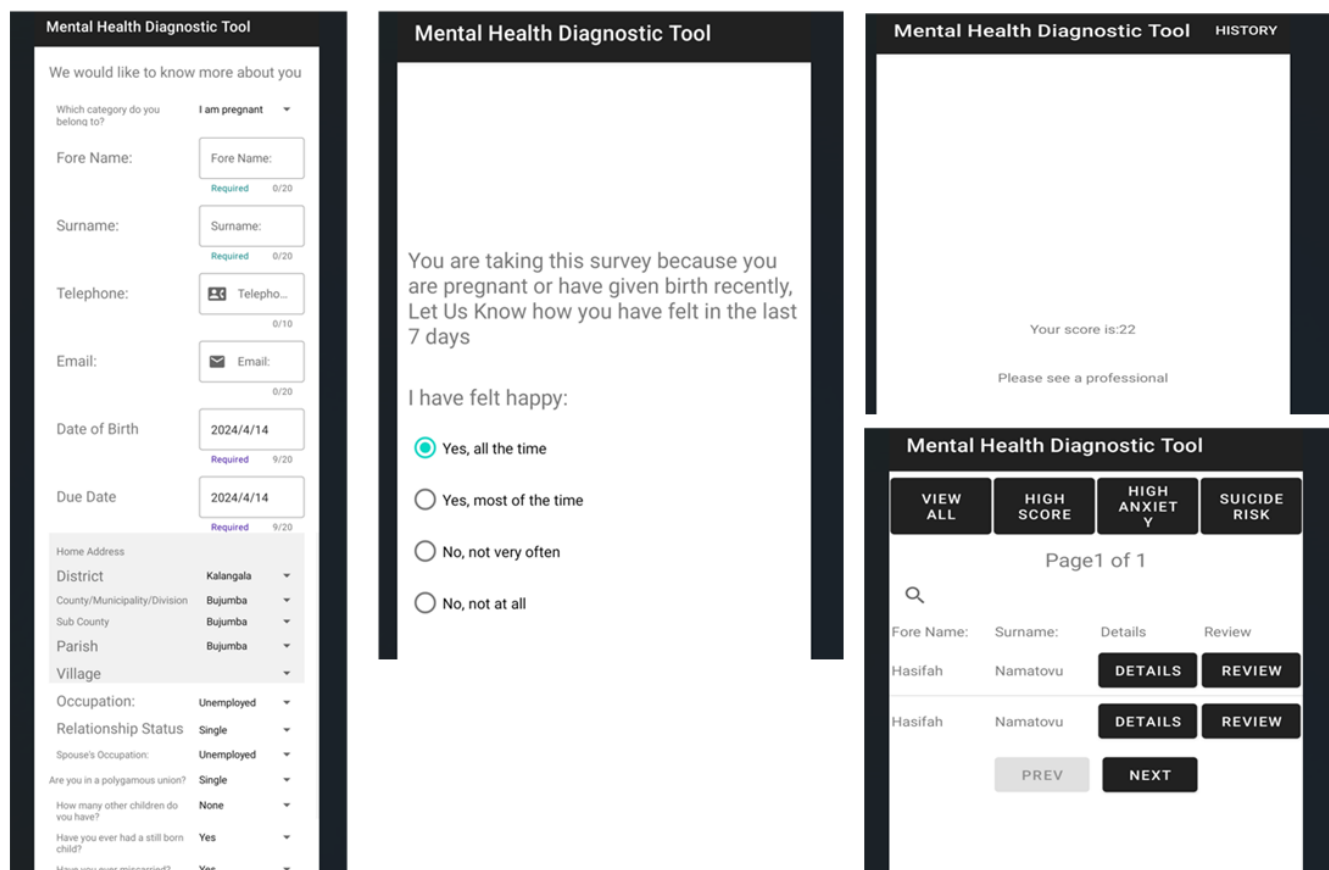 Mental Health Diagnostic Tool
We would like to know more about you
Which category do you
belong to?
I am pregnant
Fore Name:
Fore Name:
Required 0/20
Surname:
Surname:
Required 0/20
Telephone:
Telepho...
0/10
Email:
Email:
0/20
Date of Birth
2024/4/14
Required 9/20
Due Date
2024/4/14
Required 9/20
Home Address
District Kalangala
County/Municipality/Division Bujumba
Sub County Bujumba
Parish Bujumba
Village
Occupation: Unemployed
Relationship Status Single
Spouse's Occupation: Unemployed
Are you in a polygamous union? Single
How many other children do
you have?
None
Have you ever had a still born
child?
Yes
Have you ever miscarried? Yes
Mental Health Diagnostic Tool
You are taking this survey because you
are pregnant or have given birth recently,
Let Us Know how you have felt in the last
7 days
I have felt happy:
Yes, all the time
Yes, most of the time
No, not very often
No, not at all
Mental Health Diagnostic Tool HISTORY
Your score is:22
Please see a professional
Mental Health Diagnostic Tool
VIEW
ALL
HIGH
SCORE
HIGH
ANXIET
Y
SUICIDE
RISK
Page1 of 1
Fore Name: Surname: Details Review
Hasifah Namatovu DETAILS REVIEW
Hasifah Namatovu DETAILS REVIEW
PREV NEXT